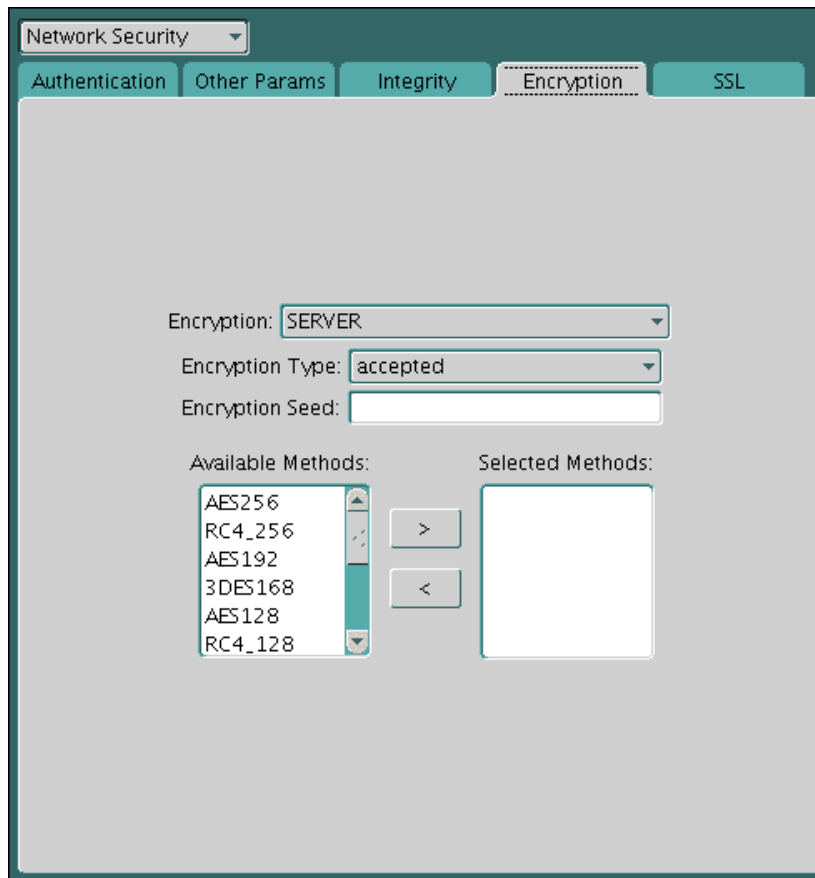 Network Security
Authentication Other Params Integrity Encryption SSL
Encryption: SERVER
Encryption Type: accepted
Encryption Seed:
Available Methods: Selected Methods:
AES256
RC4_256
AES192
3DES168
AES128
RC4_128
>
<